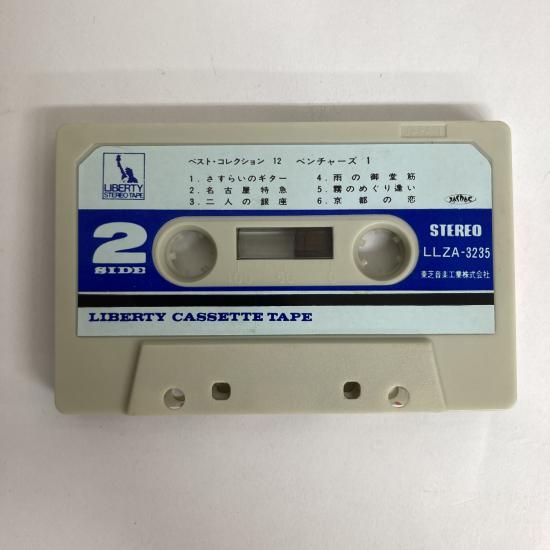 ベスト・コレクション 12 ベンチャーズ 1
LIBERTY
STEREO TAPE
1. さすらいのギター
2. 名古屋特急
3. 二人の銀座
4. 雨の御堂筋
5. 霧のめぐり逢い
6. 京都の恋
2
SIDE
STEREO
LLZA-3235
東芝音楽工業株式会社
LIBERTY CASSETTE TAPE
100 50 0